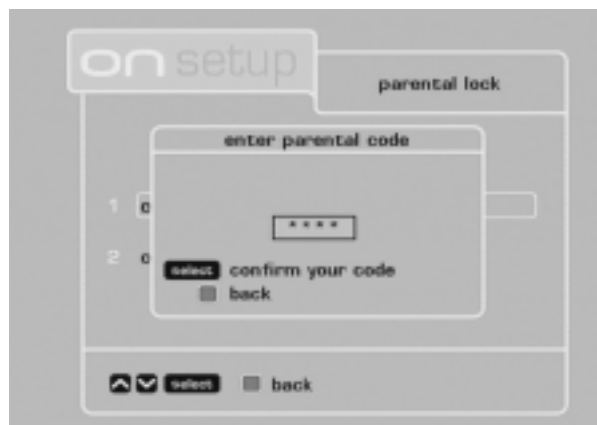 on setup
parental lock
enter parental code
1
****
2
select confirm your code
back
select back